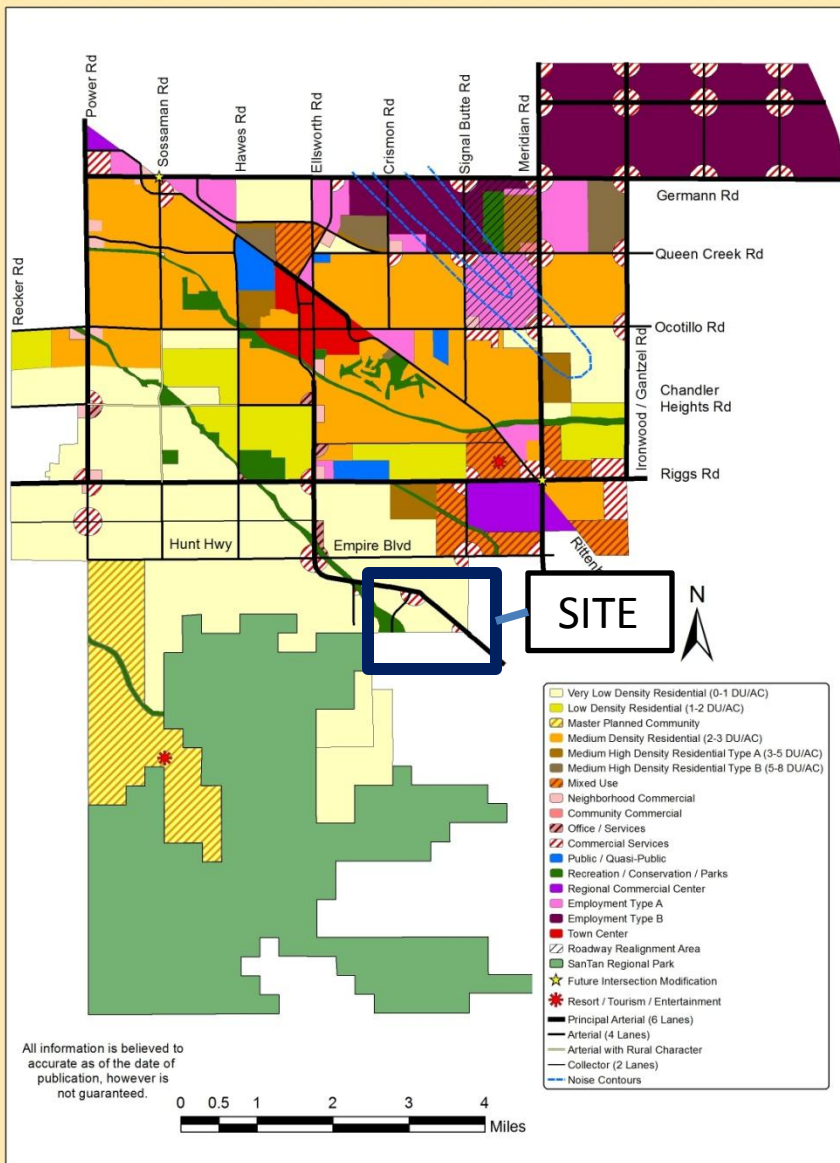 Power Rd
Sossaman Rd
Hawes Rd
Ellsworth Rd
Crismon Rd
Signal Butte Rd
Meridian Rd
Germann Rd
Queen Creek Rd
Recker Rd
Ocotillo Rd
Ironwood / Gantzel Rd
Chandler
Heights Rd
Riggs Rd
Hunt Hwy
Empire Blvd
SITE
N
Very Low Density Residential (0-1 DU/AC)
Low Density Residential (1-2 DU/AC)
Master Planned Community
Medium Density Residential (2-3 DU/AC)
Medium High Density Residential Type A (3-5 DU/AC)
Medium High Density Residential Type B (5-8 DU/AC)
Mixed Use
Neighborhood Commercial
Community Commercial
Office / Services
Commercial Services
Public / Quasi-Public
Recreation / Conservation / Parks
Regional Commercial Center
Employment Type A
Employment Type B
Town Center
Roadway Realignment Area
SanTan Regional Park
Future Intersection Modification
Resort / Tourism / Entertainment
Principal Arterial (6 Lanes)
Arterial (4 Lanes)
Arterial with Rural Character
Collector (2 Lanes)
Noise Contours
All information is believed to
accurate as of the date of
publication, however is
not guaranteed.
0 0.5 1 2 3 4
Miles